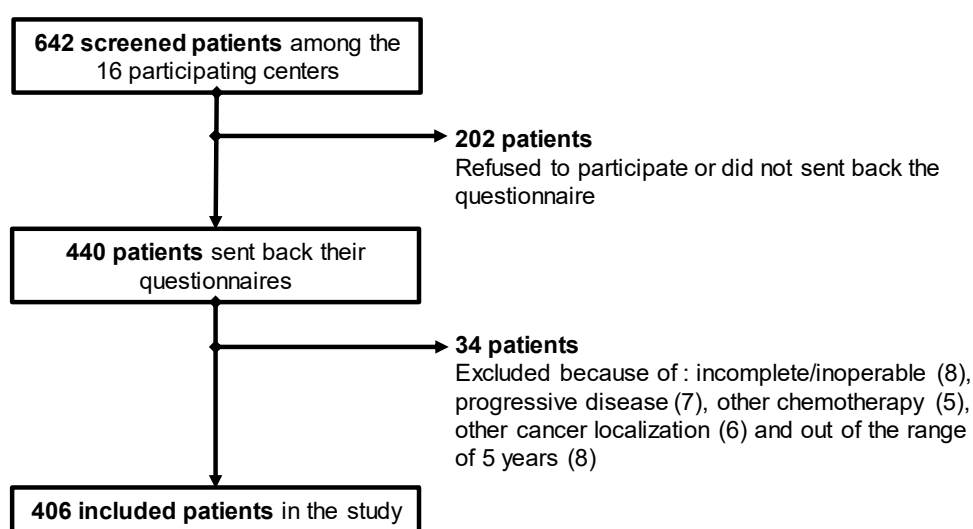 642 screened patients among the
16 participating centers
202 patients
Refused to participate or did not sent back the
questionnaire
440 patients sent back their
questionnaires
34 patients
Excluded because of : incomplete/inoperable (8),
progressive disease (7), other chemotherapy (5),
other cancer localization (6) and out of the range
of 5 years (8)
406 included patients in the study